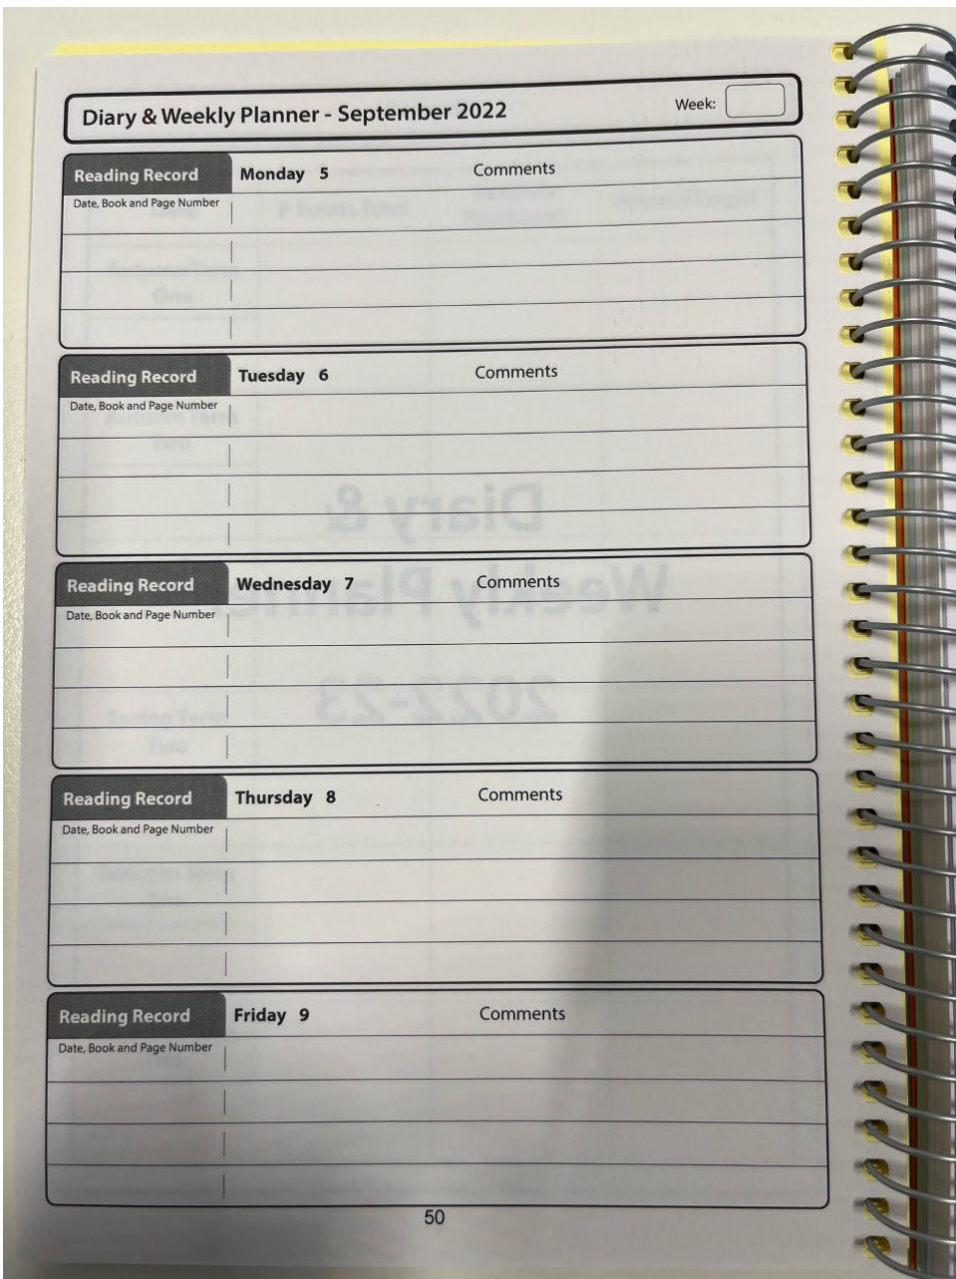 Diary & Weekly Planner - September 2022 Week:
Reading Record Monday 5 Comments
Date, Book and Page Number
Reading Record Tuesday 6 Comments
Date, Book and Page Number
Reading Record Wednesday 7 Comments
Date, Book and Page Number
Reading Record Thursday 8 Comments
Date, Book and Page Number
Reading Record Friday 9 Comments
Date, Book and Page Number
50